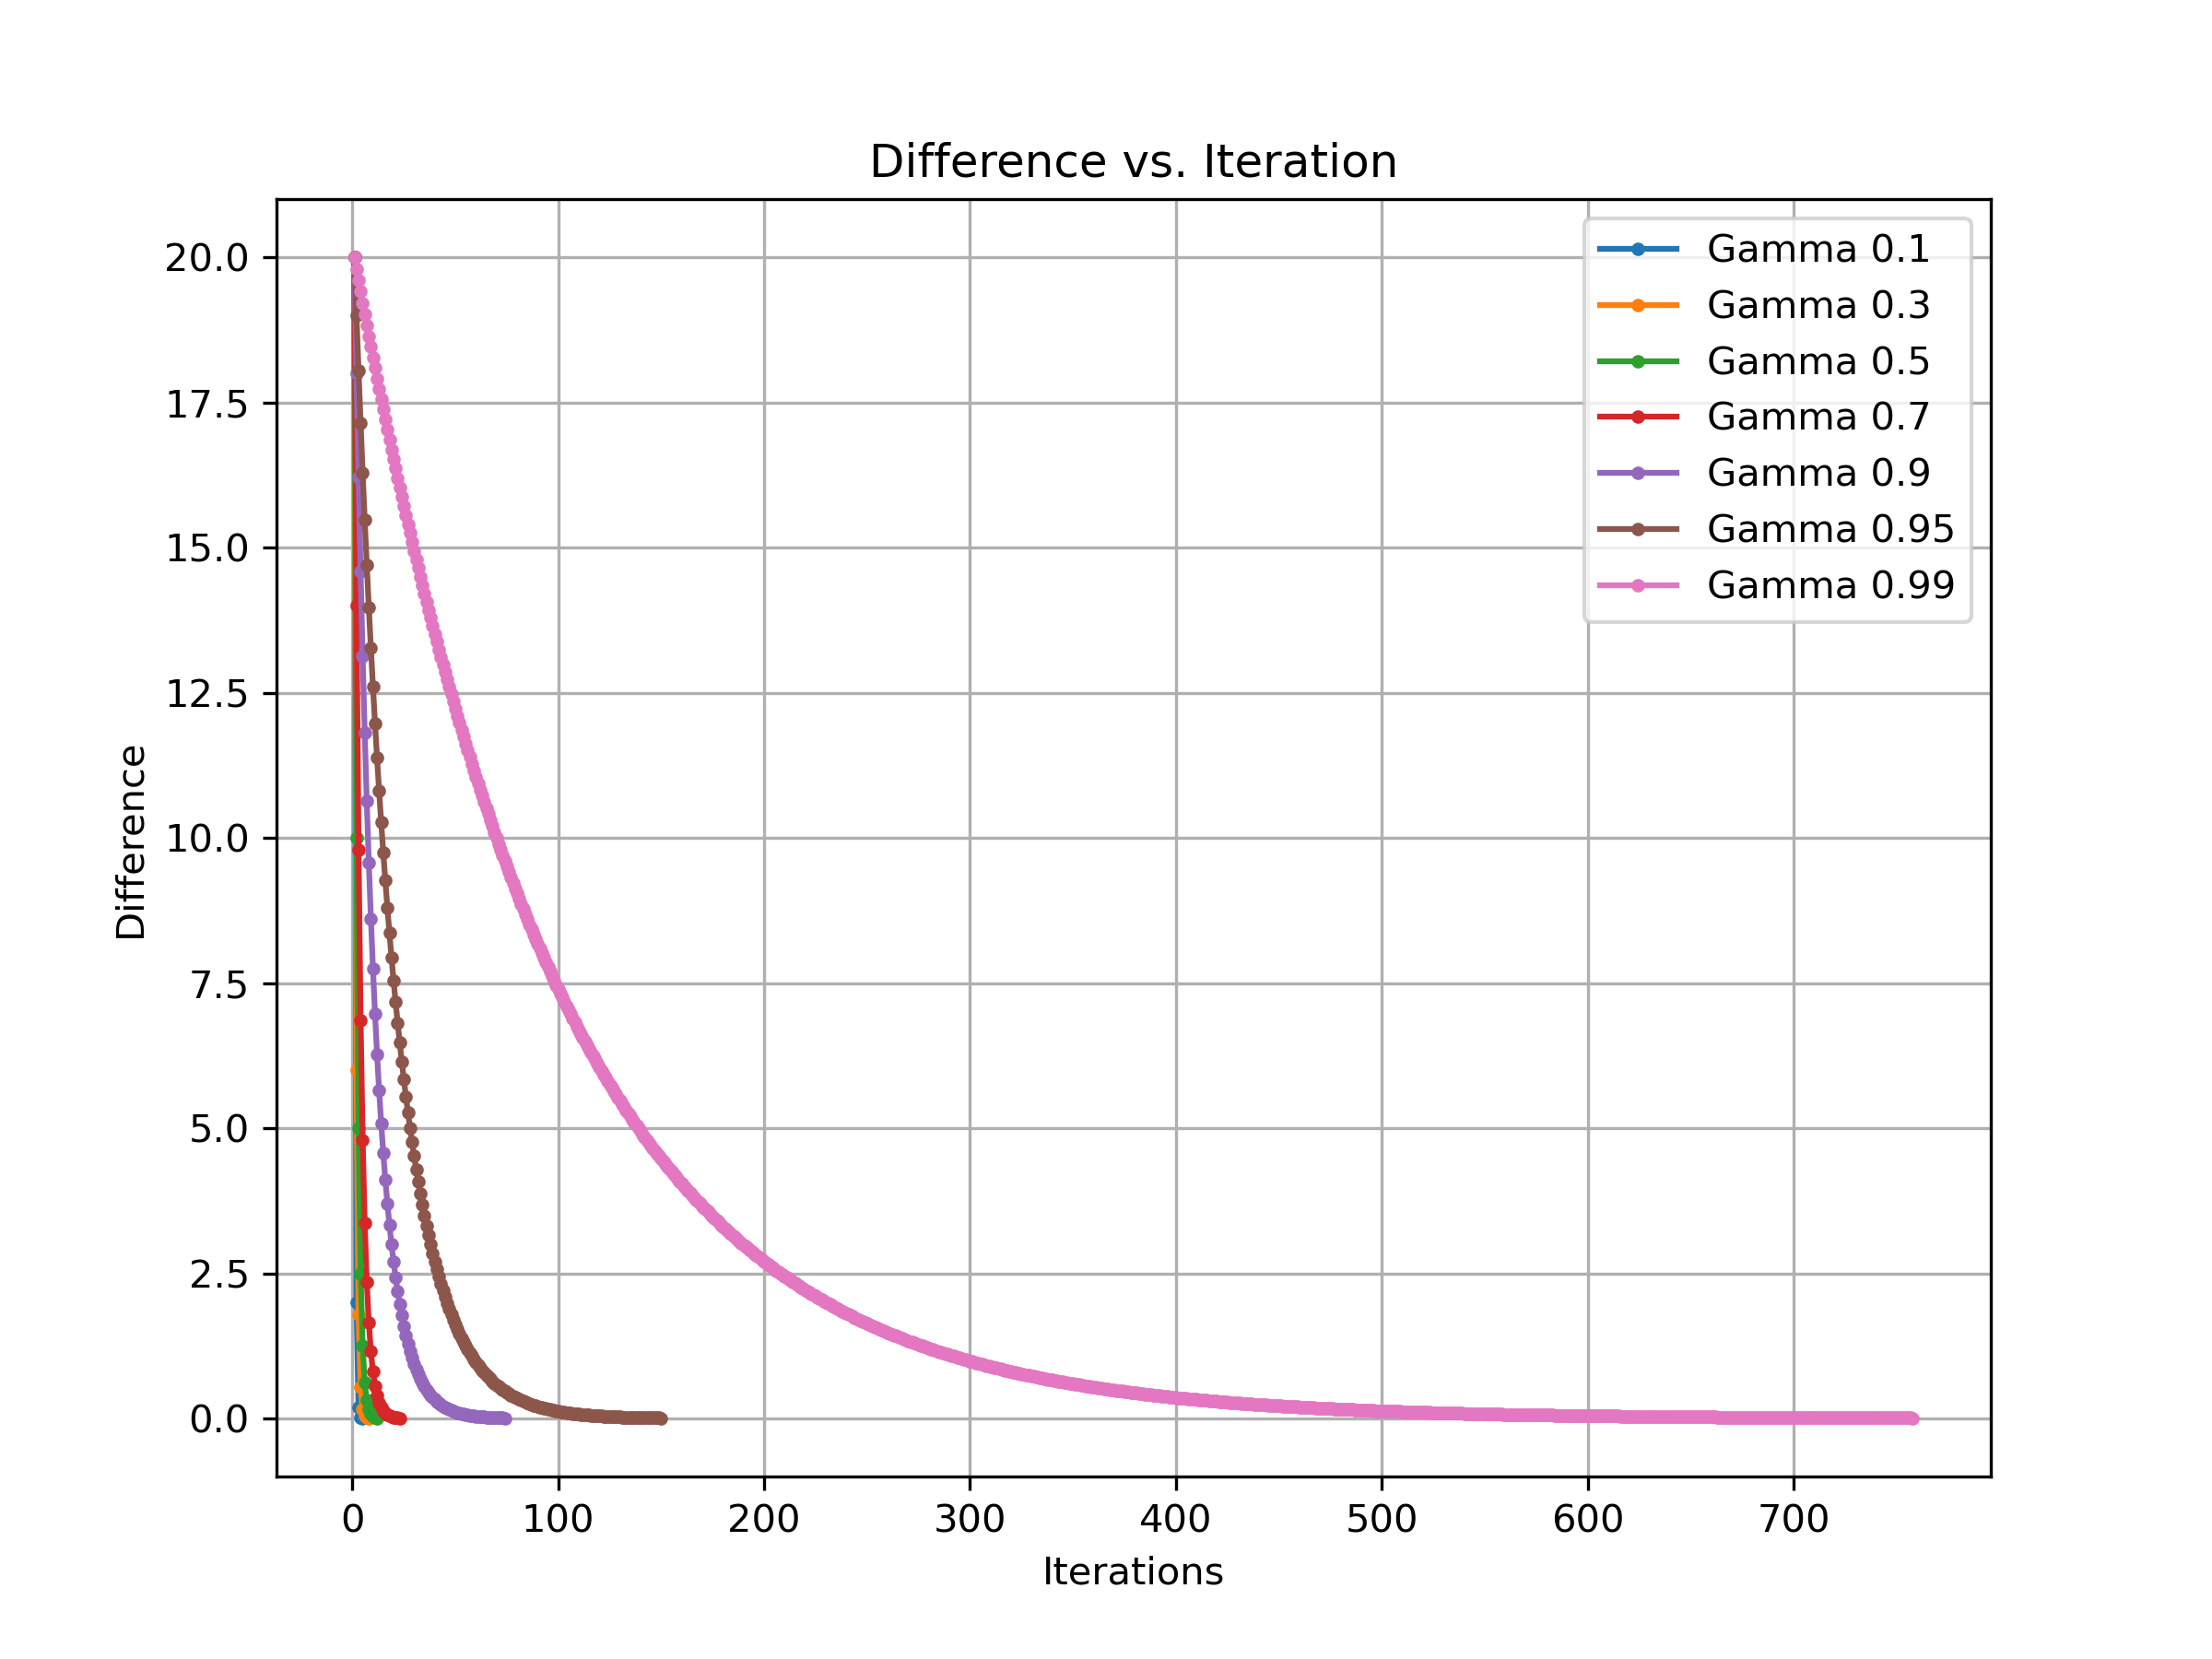 Difference vs. Iteration
20.0
17.5
15.0
12.5
10.0
7.5
5.0
2.5
0.0
Difference
0 100 200 300 400 500 600 700
Iterations
Gamma 0.1
Gamma 0.3
Gamma 0.5
Gamma 0.7
Gamma 0.9
Gamma 0.95
Gamma 0.99